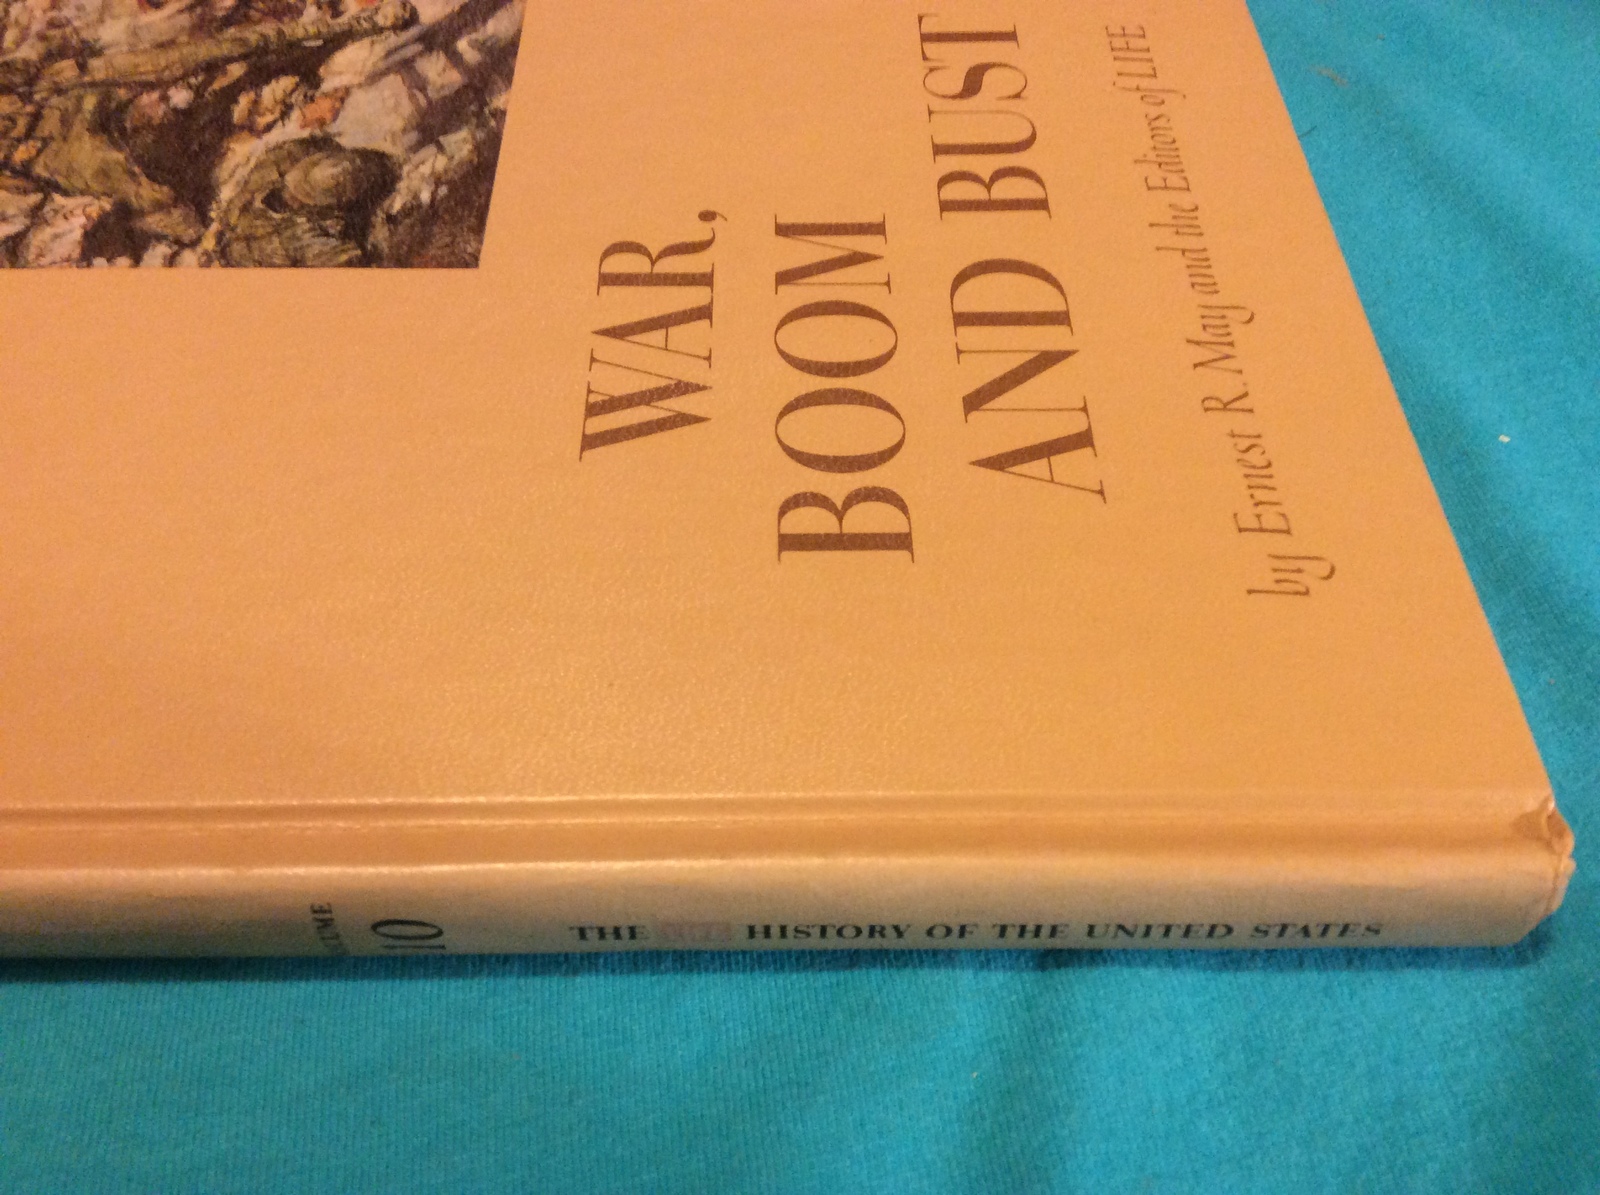 WAR,
BOOM
AND BUST
by Ernest R. May and the Editors of LIFE
10
THE HISTORY OF THE UNITED STATES